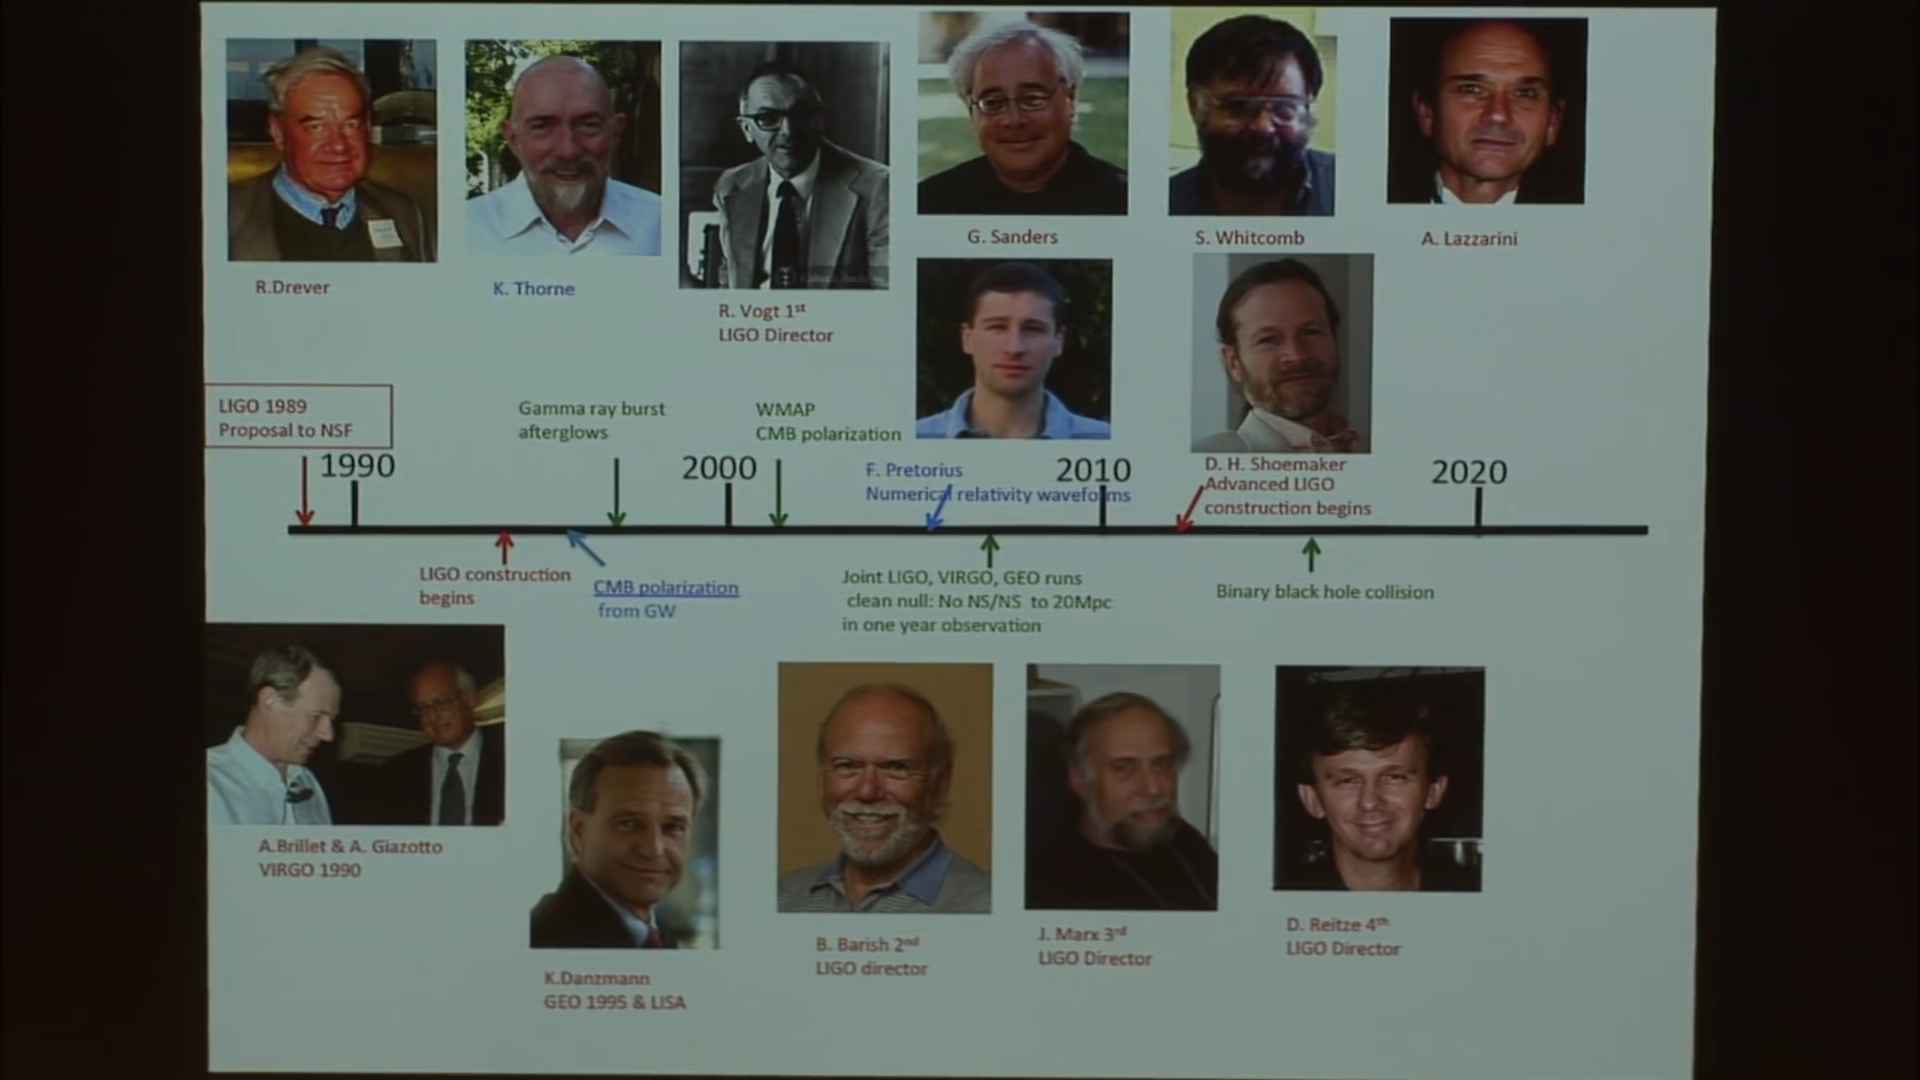 R.Drever
K. Thorne
R. Vogt 1st
LIGO Director
G. Sanders
S. Whitcomb
A. Lazzarini
LIGO 1989
Proposal to NSF
Gamma ray burst
afterglows
WMAP
CMB polarization
F. Pretorius
Numerical relativity waveforms
D. H. Shoemaker
Advanced LIGO
construction begins
1990
2000
2010
2020
LIGO construction
begins
CMB polarization
from GW
Joint LIGO, VIRGO, GEO runs
clean null: No NS/NS to 20Mpc
in one year observation
Binary black hole collision
A.Brillet & A. Giazotto
VIRGO 1990
K.Danzmann
GEO 1995 & LISA
B. Barish 2nd
LIGO director
J. Marx 3rd
LIGO Director
D. Reitze 4th
LIGO Director